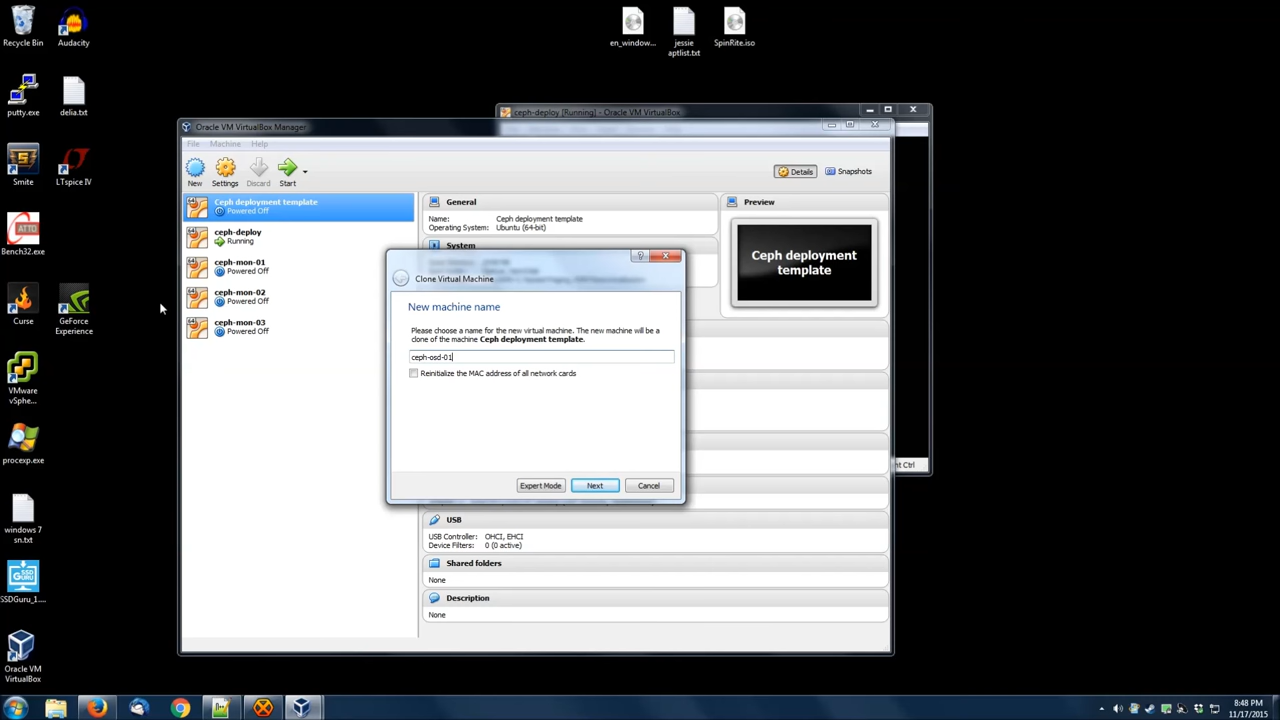 Recycle Bin
Audacity
en_window...
jessie
aptlist.txt
SpinRite.iso
putty.exe
delia.txt
Smite
LTspice IV
Bench32.exe
Curse
GeForce
Experience
VMware
vSphe...
procexp.exe
windows 7
sn.txt
SSDGuru_1....
Oracle VM
VirtualBox
ceph-deploy [Running] - Oracle VM VirtualBox
Oracle VM VirtualBox Manager
File Machine Help
New Settings Discard Start
Details Snapshots
Ceph deployment template
Powered Off
ceph-deploy
Running
ceph-mon-01
Powered Off
ceph-mon-02
Powered Off
ceph-mon-03
Powered Off
General
Name: Ceph deployment template
Operating System: Ubuntu (64-bit)
System
Preview
Ceph deployment
template
Clone Virtual Machine
New machine name
Please choose a name for the new virtual machine. The new machine will be a
clone of the machine Ceph deployment template.
ceph-osd-01
Reinitialize the MAC address of all network cards
Expert Mode Next Cancel
USB
USB Controller: OHCI, EHCI
Device Filters: 0 (0 active)
Shared folders
None
Description
None
Ctrl
8:48 PM
11/17/2015